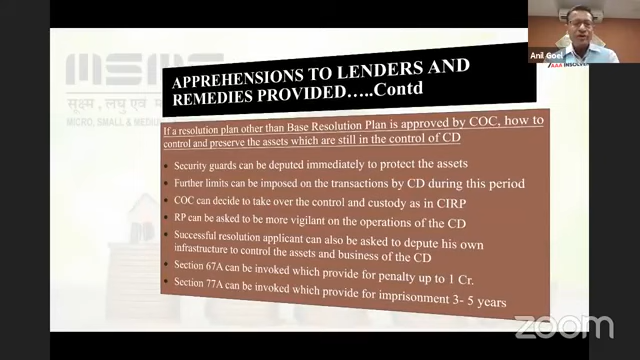 Anil Goel
AAA INSOLV
MSME
सूक्ष्म, लघु एवं म
MICRO, SMALL & MEDIU
APPREHENSIONS TO LENDERS AND
REMEDIES PROVIDED.....Contd
If a resolution plan other than Base Resolution Plan is approved by COC, how to
control and preserve the assets which are still in the control of CD
• Security guards can be deputed immediately to protect the assets
• Further limits can be imposed on the transactions by CD during this period
• COC can decide to take over the control and custody as in CIRP
• RP can be asked to be more vigilant on the operations of the CD
• Successful resolution applicant can also be asked to depute his own
infrastructure to control the assets and business of the CD
• Section 67A can be invoked which provide for penalty up to 1 Cr.
• Section 77A can be invoked which provide for imprisonment 3- 5 years
zoom